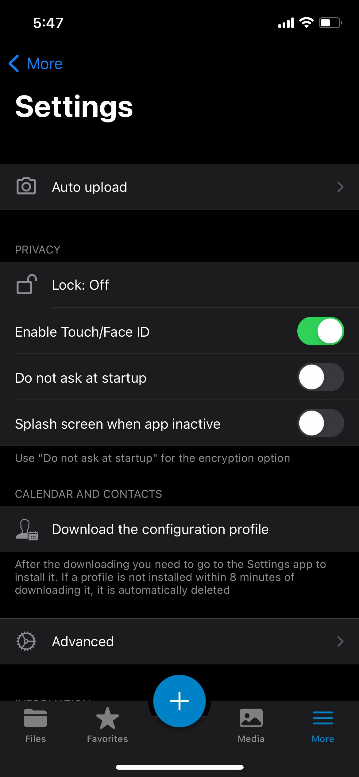 5:47
More
Settings
Auto upload
PRIVACY
Lock: Off
Enable Touch/Face ID
Do not ask at startup
Splash screen when app inactive
Use "Do not ask at startup" for the encryption option
CALENDAR AND CONTACTS
Download the configuration profile
After the downloading you need to go to the Settings app to
install it. If a profile is not installed within 8 minutes of
downloading it, it is automatically deleted
Advanced
Files
Favorites
Media
More